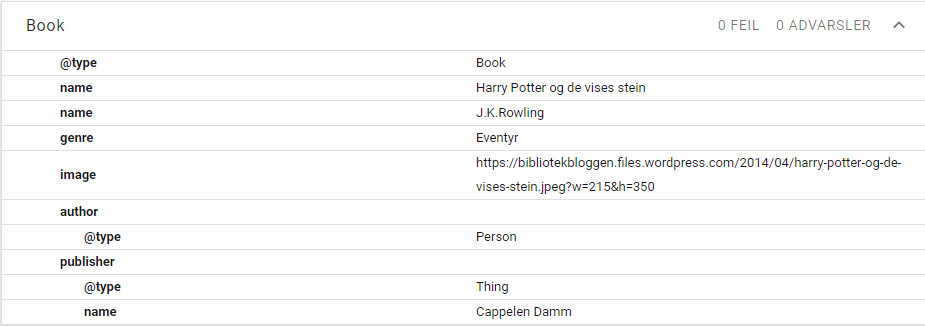 Book 0 FEIL 0 ADVARSLER
@type Book
name Harry Potter og de vises stein
name J.K.Rowling
genre Eventyr
image https://bibliotekbloggen.files.wordpress.com/2014/04/harry-potter-og-de-
vises-stein.jpeg?w=215&h=350
author
@type Person
publisher
@type Thing
name Cappelen Damm